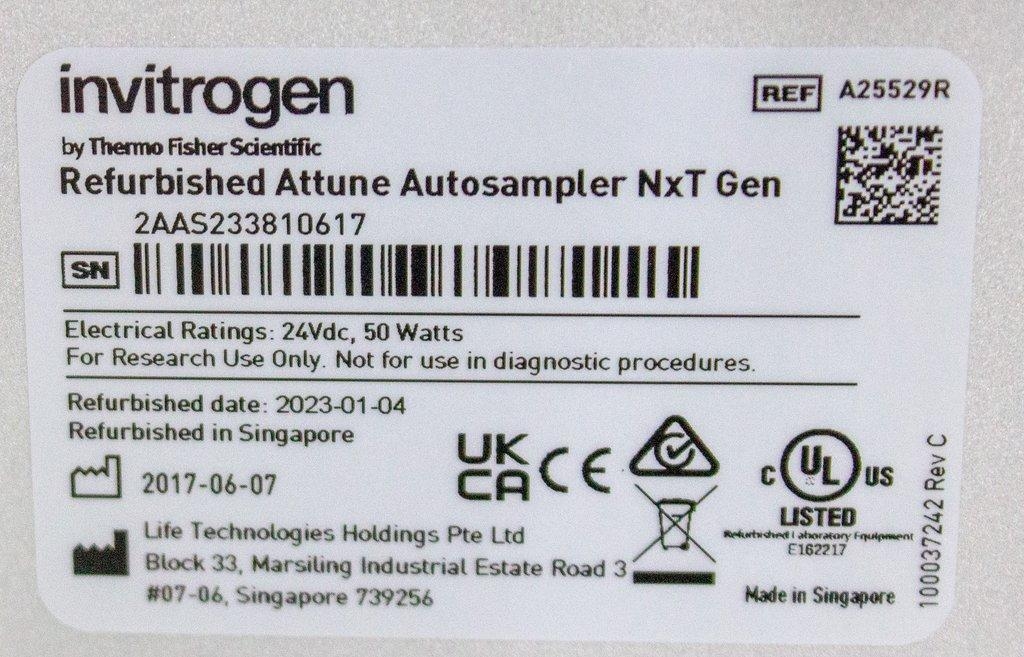 invitrogen
by Thermo Fisher Scientific
REF A25529R
Refurbished Attune Autosampler NxT Gen
2AAS233810617
SN
Electrical Ratings: 24Vdc, 50 Watts
For Research Use Only. Not for use in diagnostic procedures.
Refurbished date: 2023-01-04
Refurbished in Singapore
2017-06-07
Life Technologies Holdings Pte Ltd
Block 33, Marsiling Industrial Estate Road 3
#07-06, Singapore 739256
UK
CA
CE
C UL US
LISTED
Refurbished Laboratory Equipment
E162217
Made in Singapore
100037242 Rev C